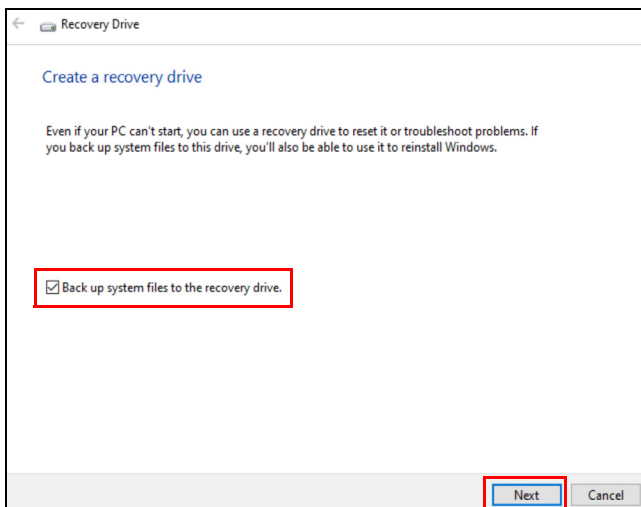 Recovery Drive
Create a recovery drive
Even if your PC can't start, you can use a recovery drive to reset it or troubleshoot problems. If
you back up system files to this drive, you'll also be able to use it to reinstall Windows.
Back up system files to the recovery drive.
Next Cancel